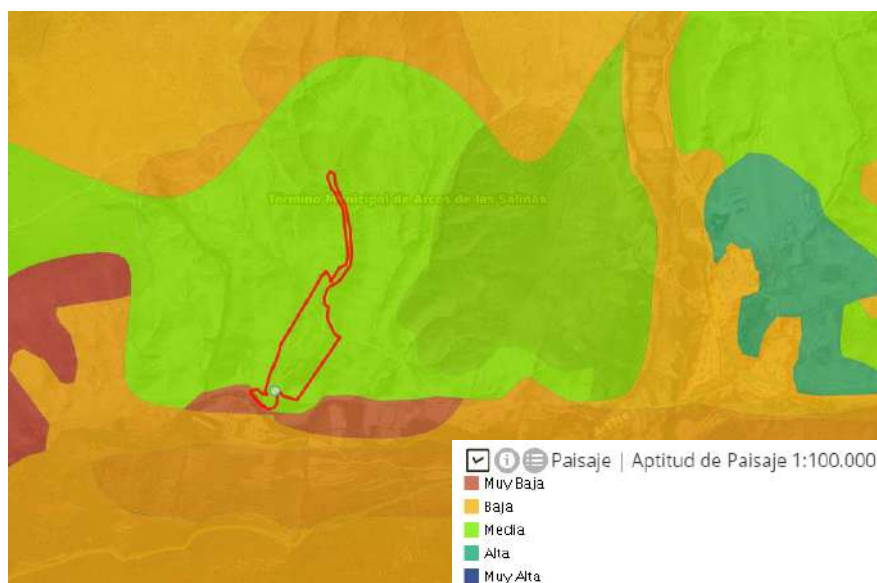 Término Municipal de Arcos de las Salinas
Paisaje | Aptitud de Paisaje 1:100.000
Muy Baja
Baja
Media
Alta
Muy Alta